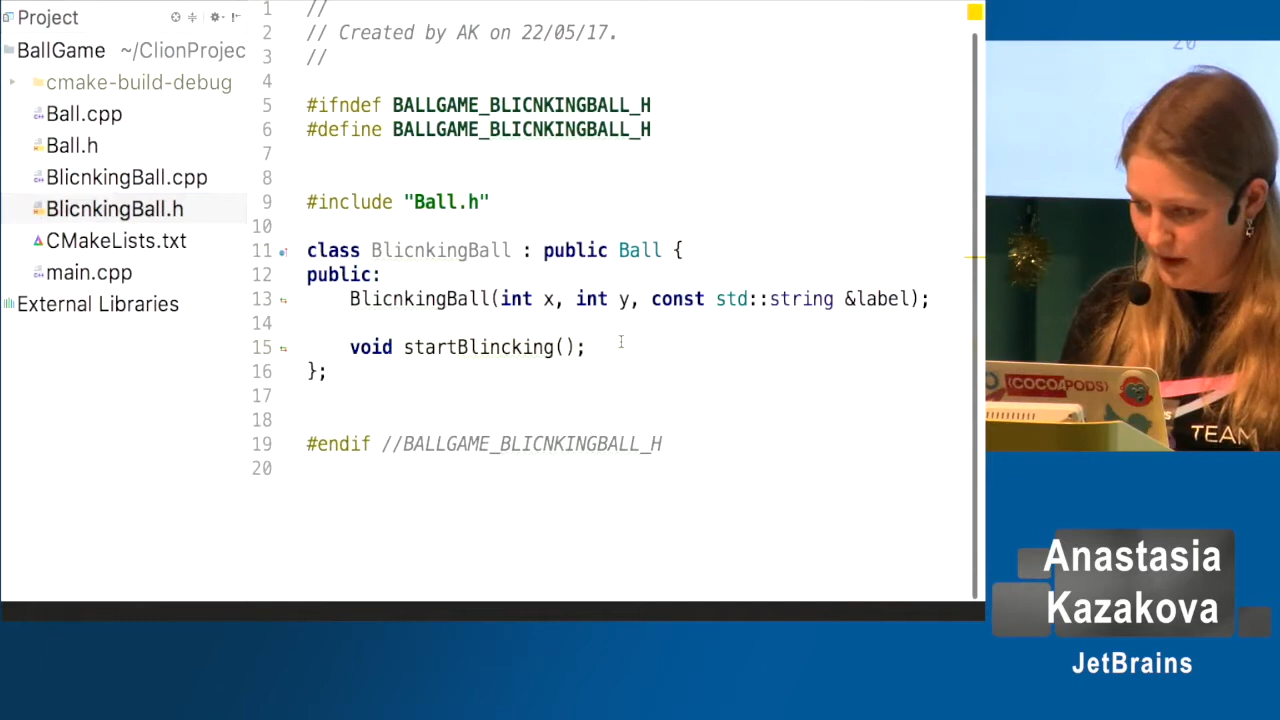 Project
BallGame ~/ClionProjec
cmake-build-debug
Ball.cpp
Ball.h
BlicnkingBall.cpp
BlicnkingBall.h
CMakeLists.txt
main.cpp
External Libraries
1 //
2 // Created by AK on 22/05/17.
3 //
4
5 #ifndef BALLGAME_BLICNKINGBALL_H
6 #define BALLGAME_BLICNKINGBALL_H
7
8
9 #include "Ball.h"
10
11 class BlicnkingBall : public Ball {
12 public:
13 BlicnkingBall(int x, int y, const std::string &label);
14
15 void startBlincking();
16 };
17
18
19 #endif //BALLGAME_BLICNKINGBALL_H
20
20
{COCOAPODS}
TEAM
Anastasia
Kazakova
JetBrains